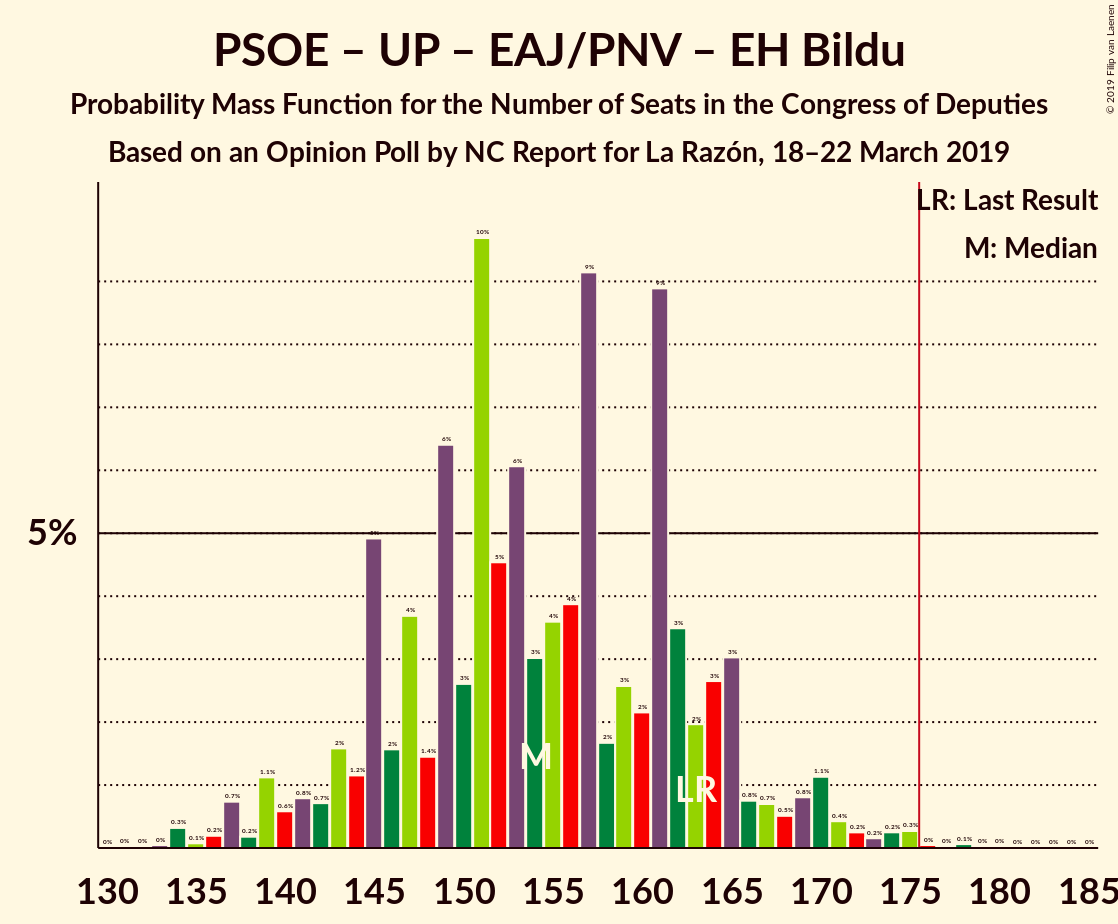 PSOE – UP – EAJ/PNV – EH Bildu
Probability Mass Function for the Number of Seats in the Congress of Deputies
Based on an Opinion Poll by NC Report for La Razón, 18–22 March 2019
© 2019 Filip van Laenen
LR: Last Result
M: Median
5%
0% 0% 0% 0% 0.3% 0.1% 0.2% 0.7% 0.2% 1.1% 0.6% 0.8% 0.7% 2% 1.2% 5% 2% 4% 1.4% 6% 3% 10% 5% 6% 3% 4% 4% 9% 2% 3% 2% 9% 3% 2% 3% 3% 0.8% 0.7% 0.5% 0.8% 1.1% 0.4% 0.2% 0.2% 0.2% 0.3% 0% 0% 0.1% 0% 0% 0% 0% 0% 0% 0%
M
LR
130 135 140 145 150 155 160 165 170 175 180 185